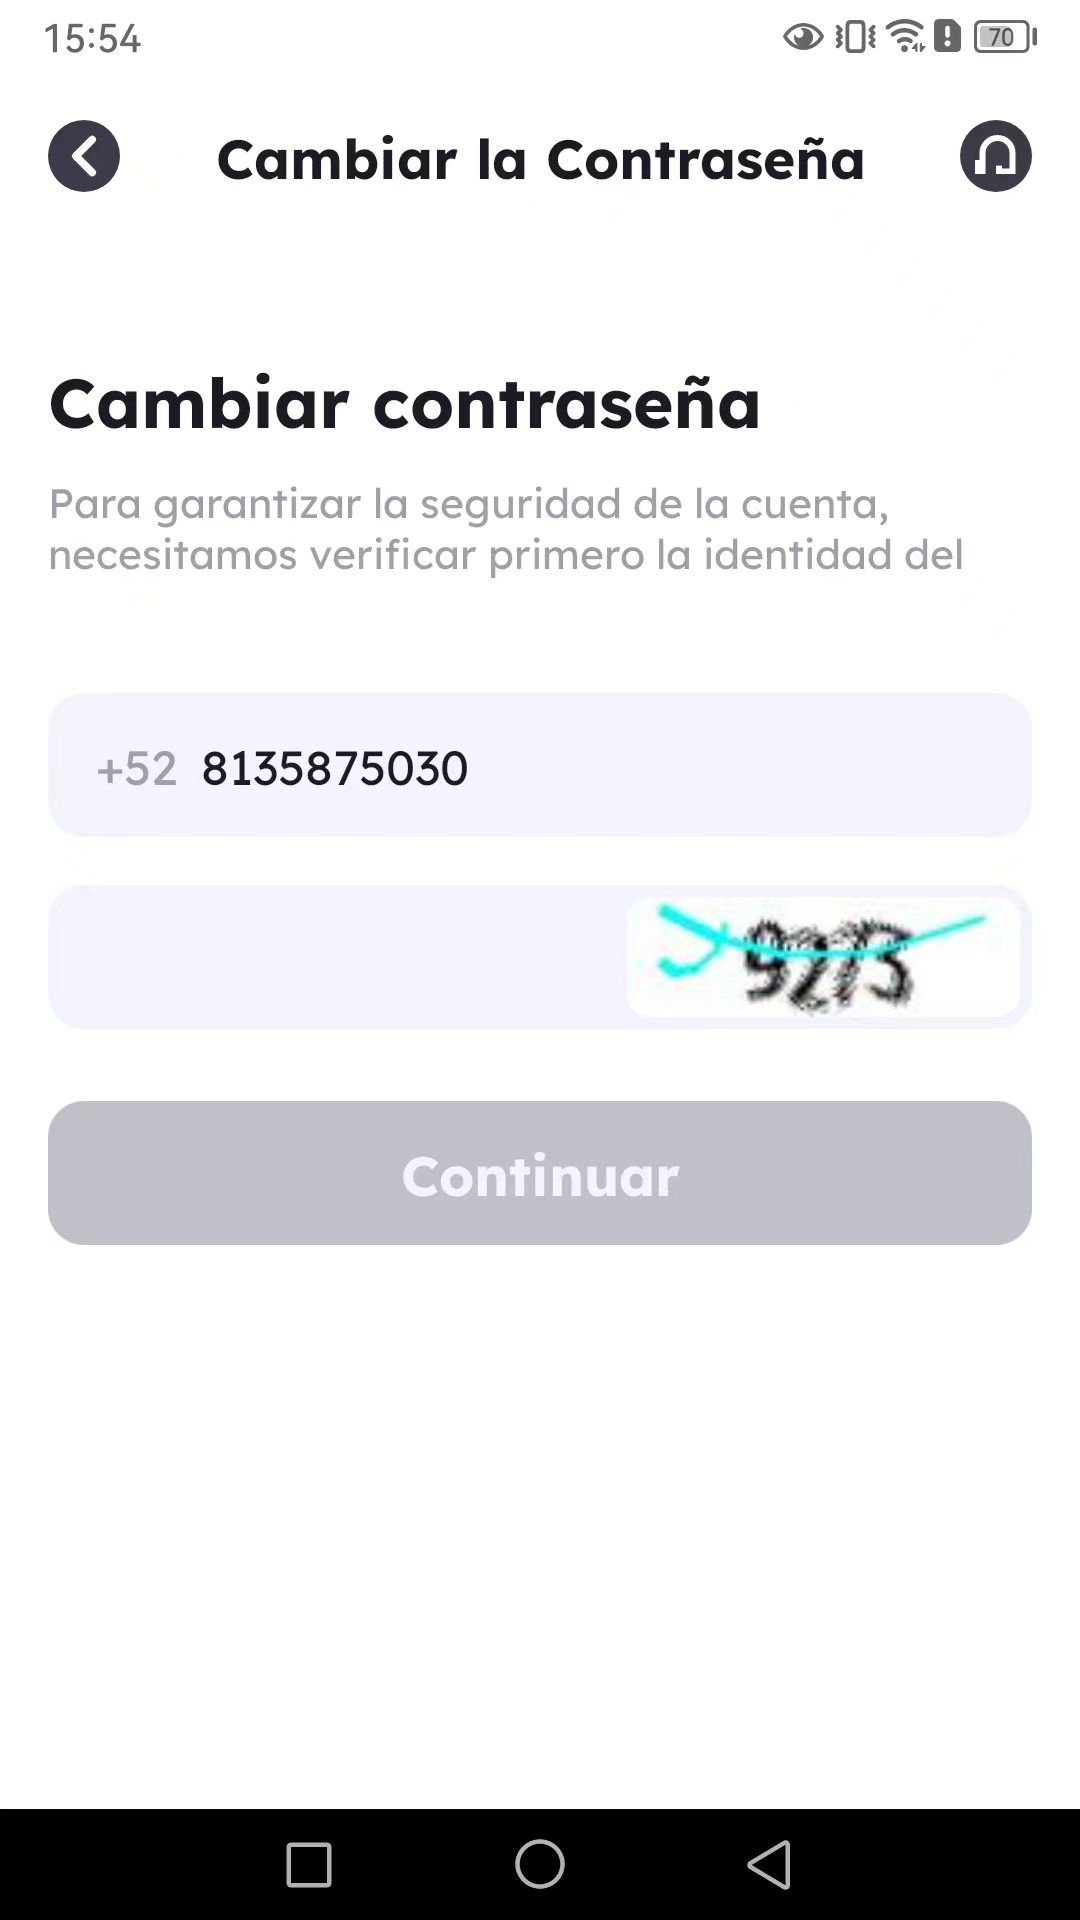 15:54
70
Cambiar la Contraseña
Cambiar contraseña
Para garantizar la seguridad de la cuenta,
necesitamos verificar primero la identidad del
+52 8135875030
Continuar